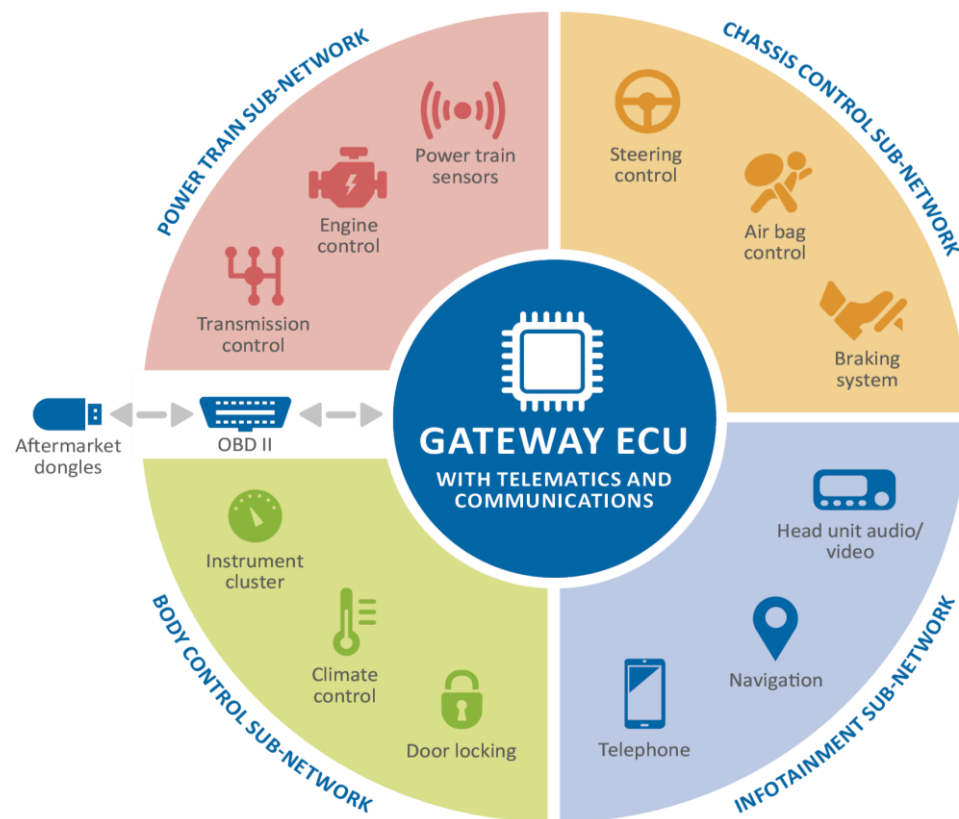 POWER TRAIN SUB-NETWORK
Power train
sensors
Engine
control
Transmission
control
CHASSIS CONTROL SUB-NETWORK
Steering
control
Air bag
control
Braking
system
Aftermarket
dongles
OBD II
GATEWAY ECU
WITH TELEMATICS AND
COMMUNICATIONS
BODY CONTROL SUB-NETWORK
Instrument
cluster
Climate
control
Door locking
INFOTAINMENT SUB-NETWORK
Head unit audio/
video
Navigation
Telephone